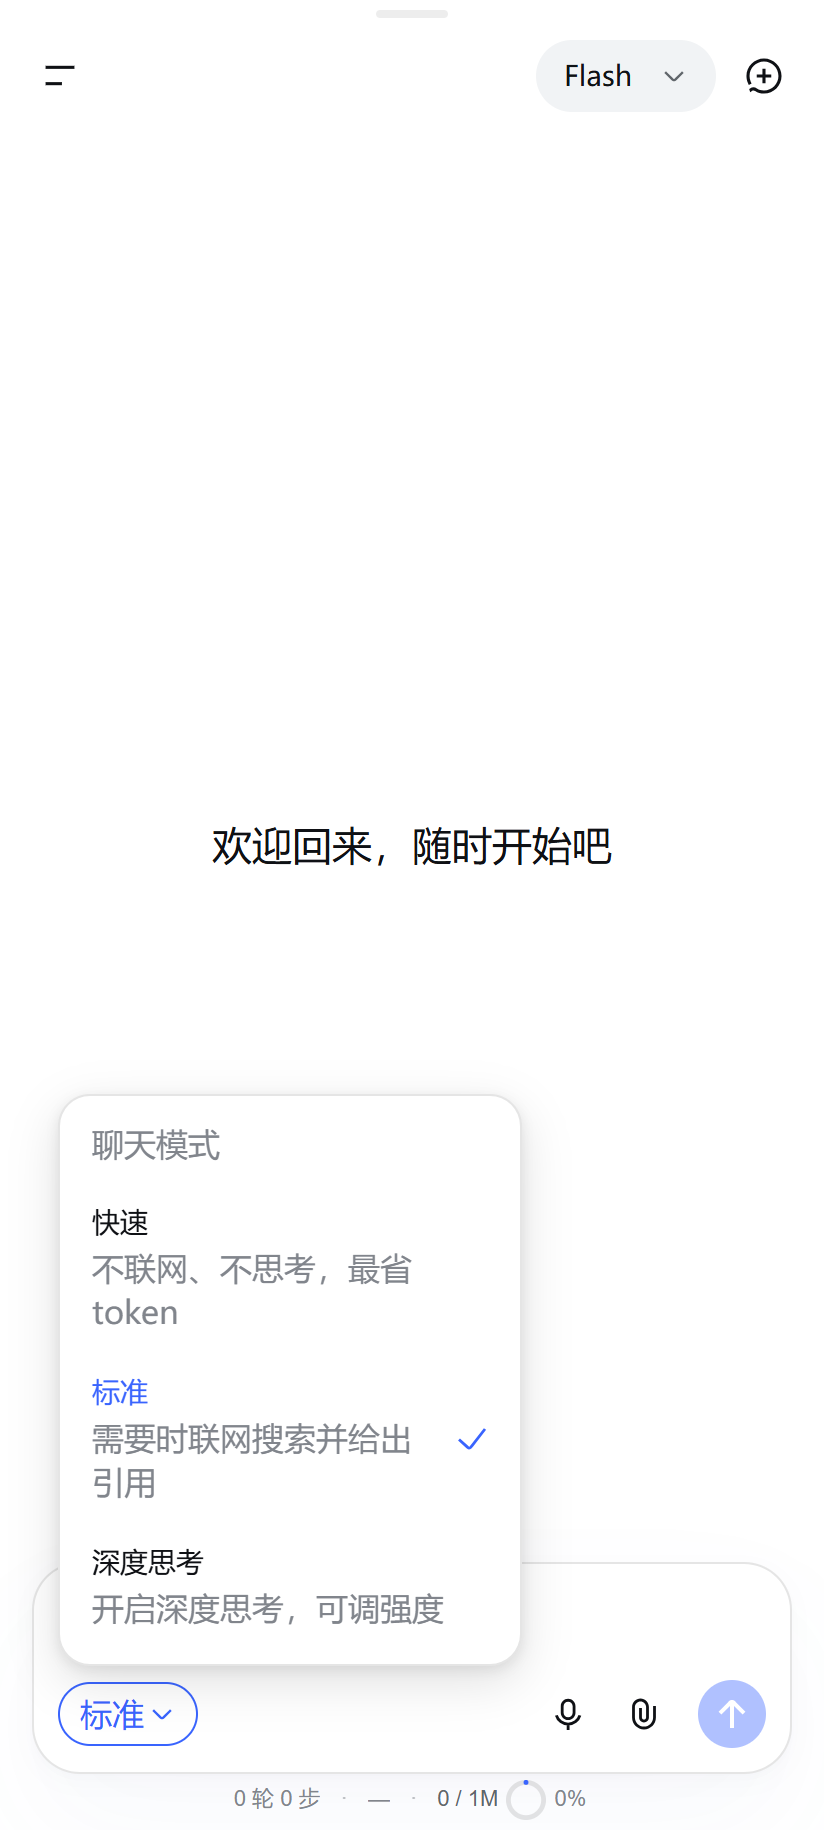 Flash
欢迎回来，随时开始吧
聊天模式
快速
不联网、不思考，最省
token
标准
需要时联网搜索并给出
引用
深度思考
开启深度思考，可调强度
标准
0 轮 0 步 · — · 0 / 1M 0%